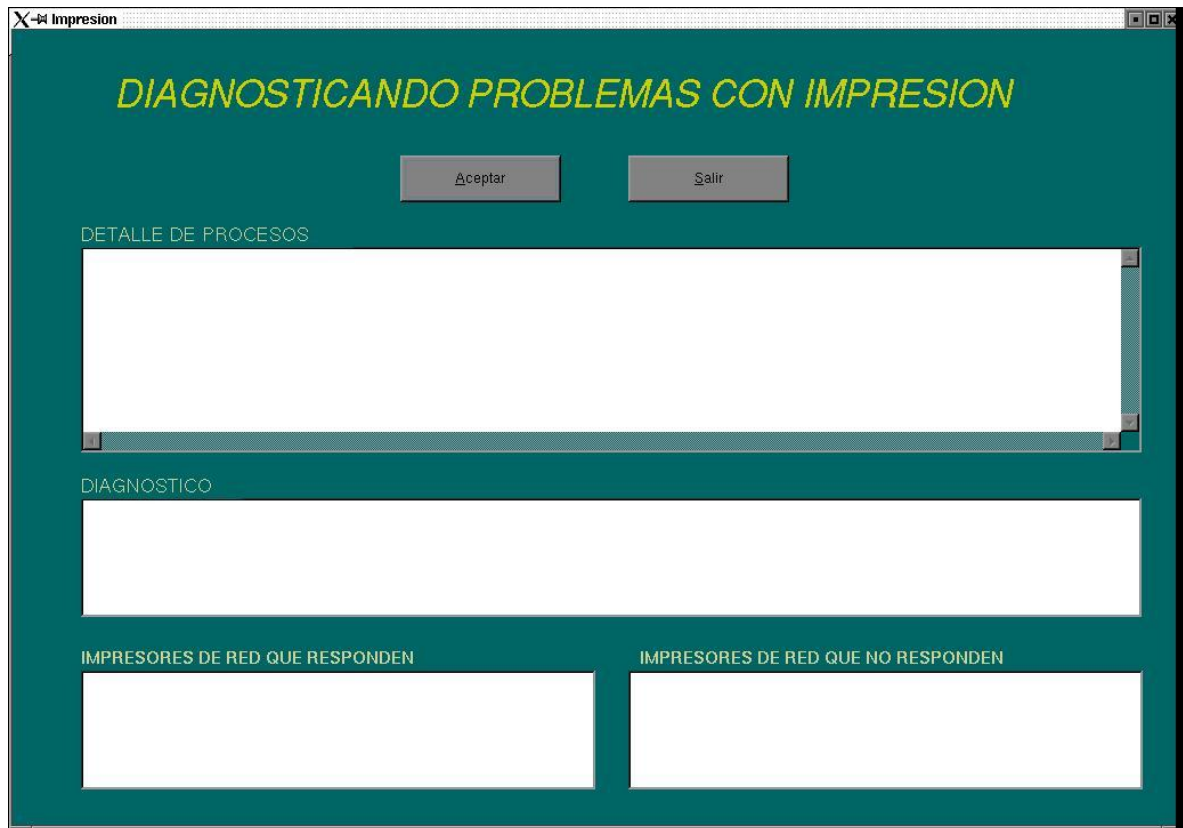 Impresion
DIAGNOSTICANDO PROBLEMAS CON IMPRESION
Aceptar Salir
DETALLE DE PROCESOS
DIAGNOSTICO
IMPRESORES DE RED QUE RESPONDEN IMPRESORES DE RED QUE NO RESPONDEN